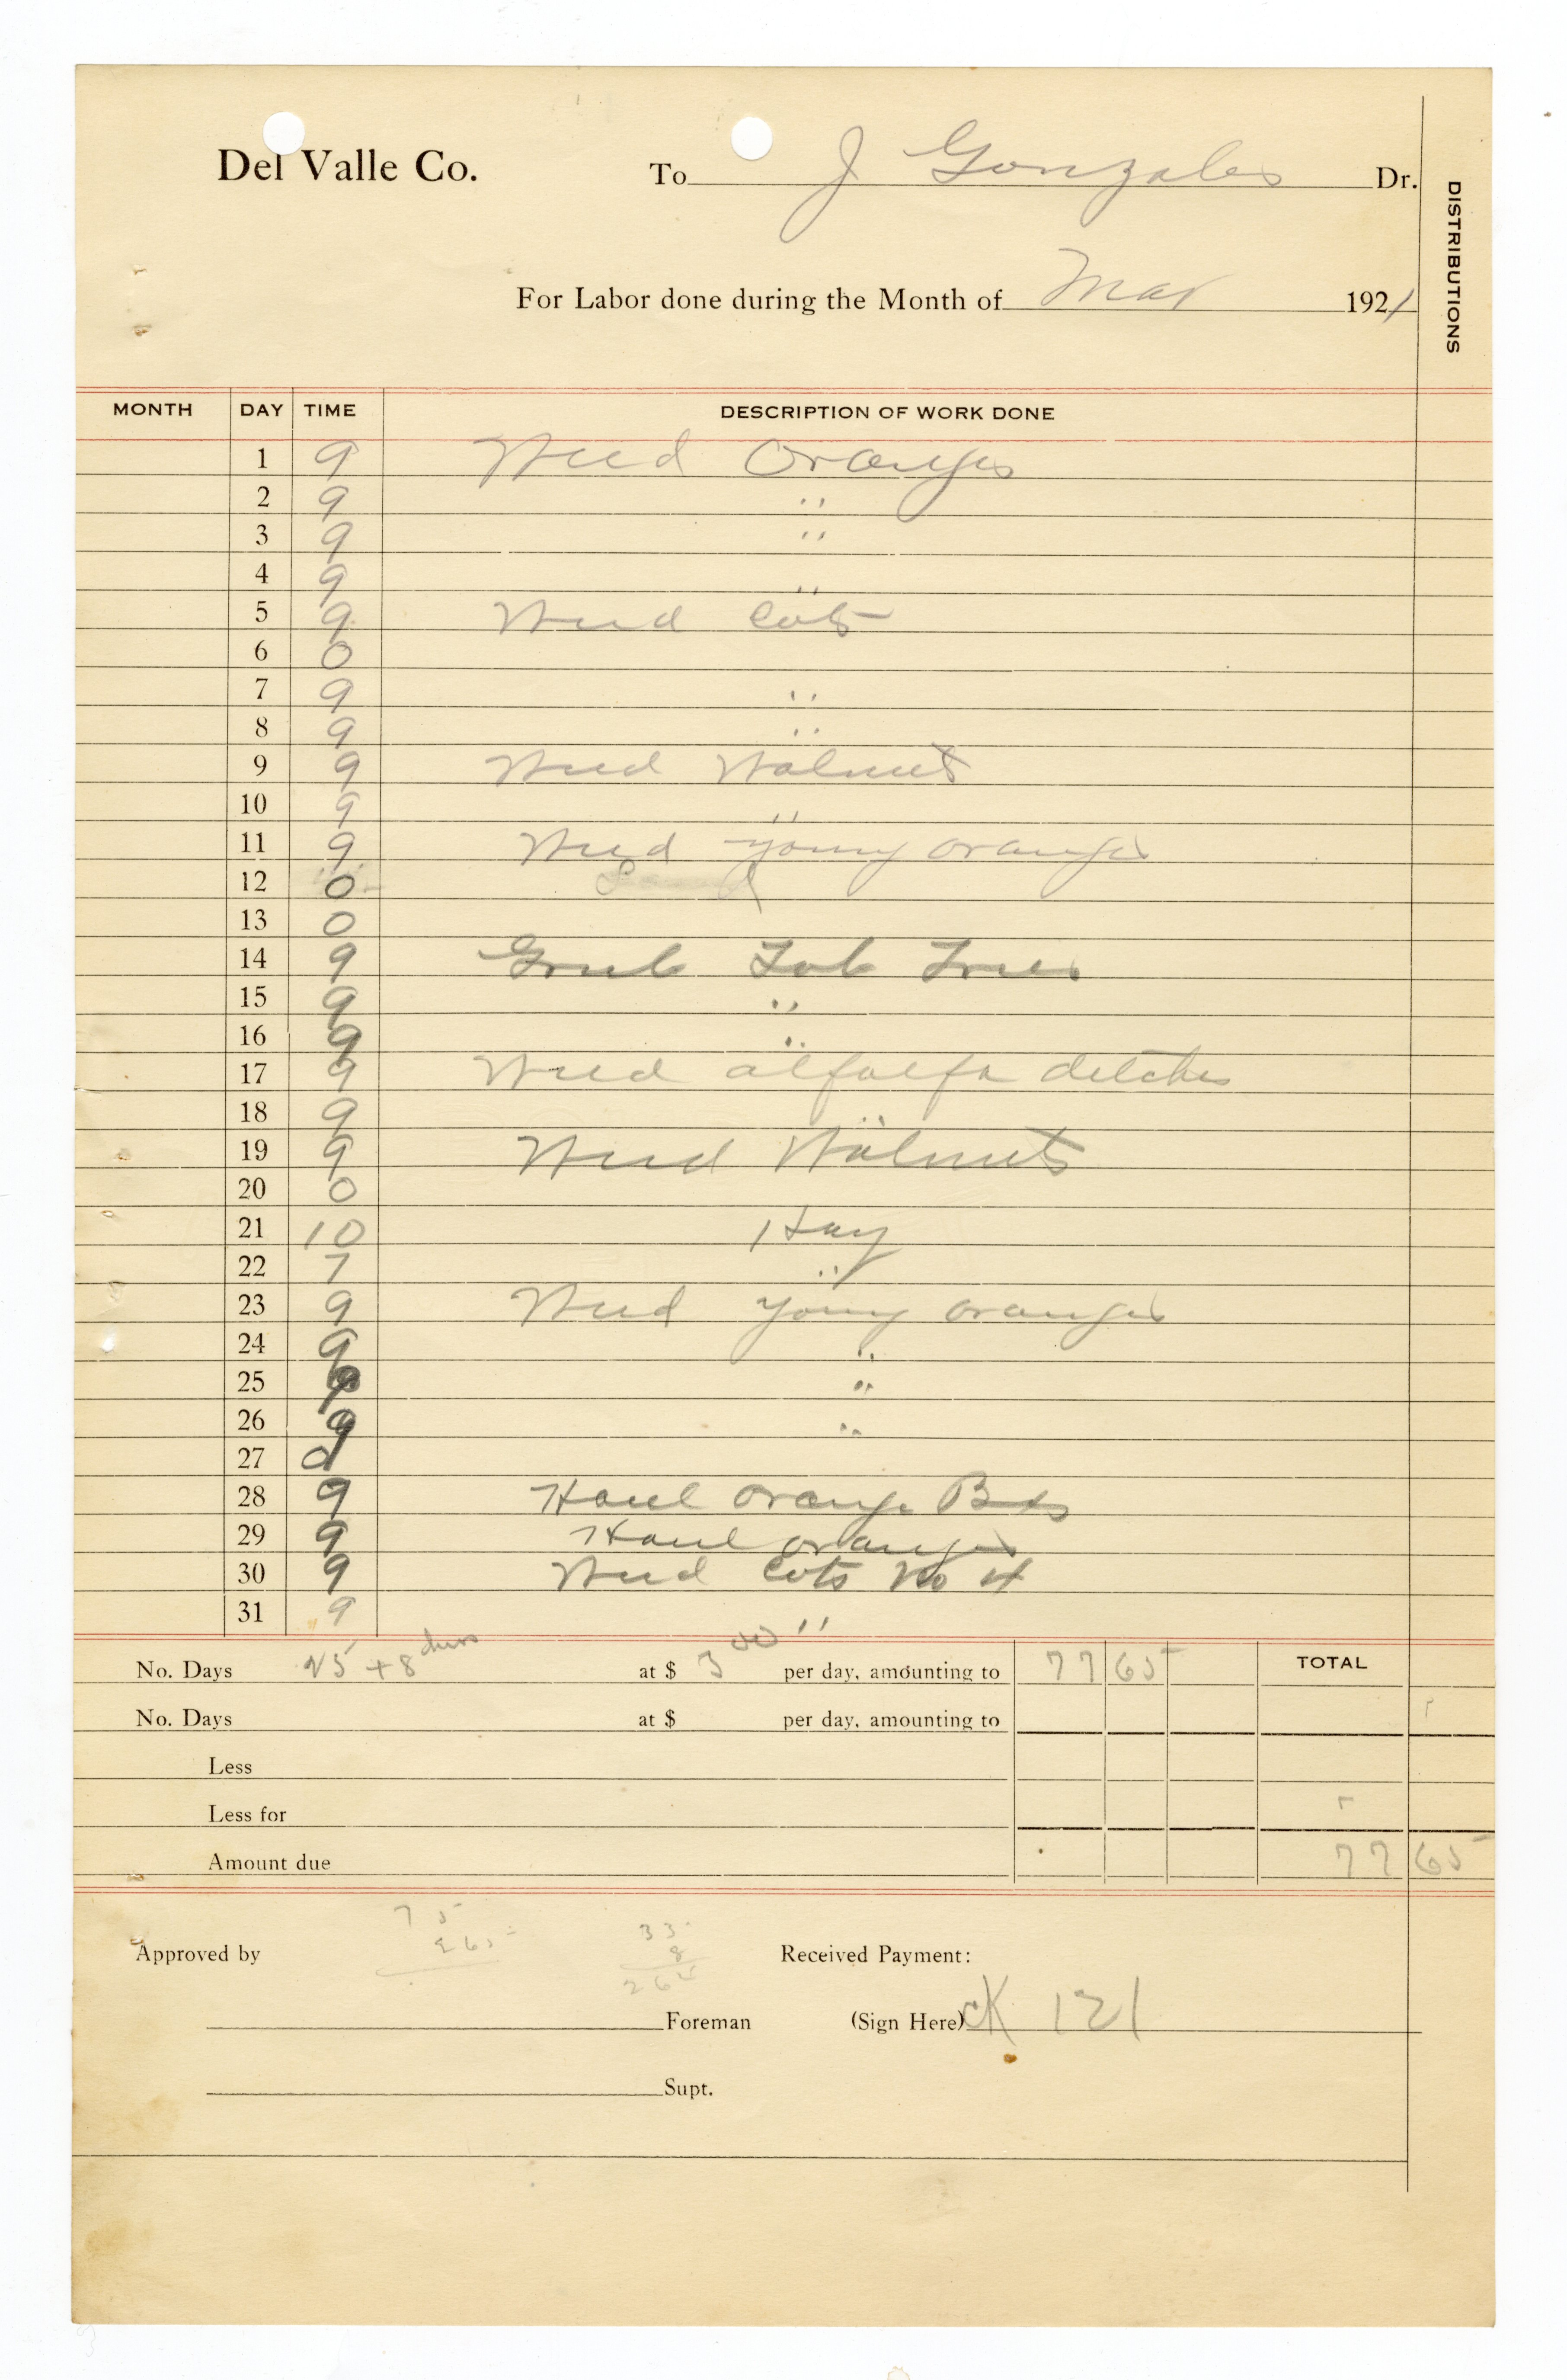 Del Valle Co. To J Gonzales Dr.
DISTRIBUTIONS
For Labor done during the Month of Mar 1921
MONTH DAY TIME DESCRIPTION OF WORK DONE
1 9 Weed Oranges
2 9 "
3 9 "
4 9 "
5 9 Weed Cots
6 0
7 9 "
8 9 "
9 9 Weed Walnuts
10 9 "
11 9 Weed young oranges
12 0
13 0
14 9 Grub Tob Trees
15 9 "
16 9 "
17 9 Weed alfalfa ditches
18 9 "
19 9 Weed Walnuts
20 0
21 10 Hay
22 7 "
23 9 Weed young oranges
24 9 "
25 9 "
26 9 "
27 0
28 9 Haul orange Bxs
29 9 Haul oranges
30 9 Weed Cots No 4
31 9 "
No. Days 25 + 8 hrs at $ 3 00 per day, amounting to 77 65 TOTAL
No. Days at $ per day, amounting to
Less
Less for
Amount due 77 65
75
265
33
8
264
Approved by Received Payment:
Foreman (Sign Here) CK 121
Supt.